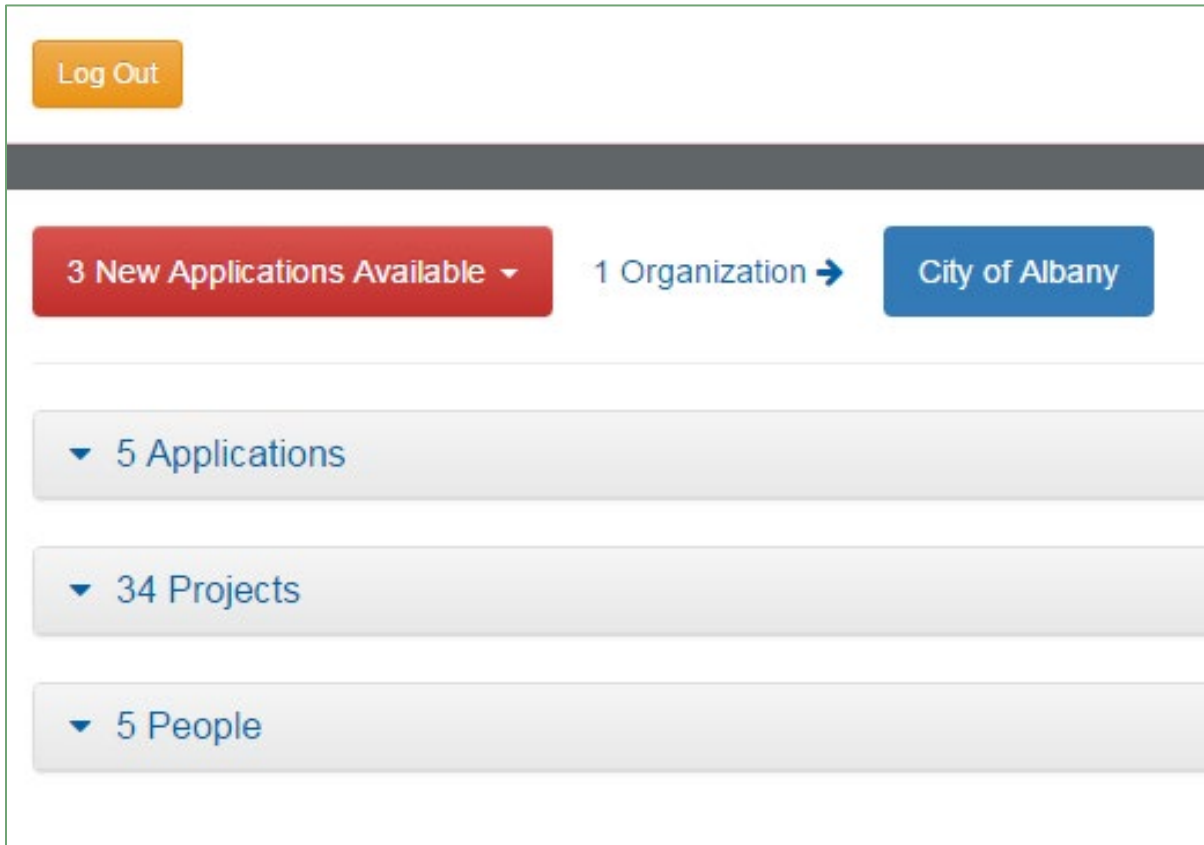 Log Out
3 New Applications Available
1 Organization
City of Albany
5 Applications
34 Projects
5 People